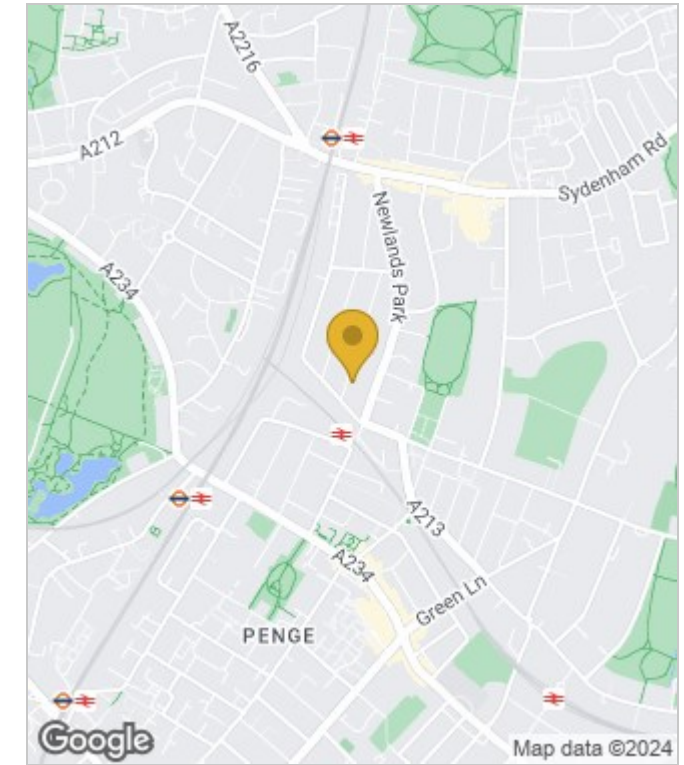 A2216
A212
Sydenham Rd
Newlands Park
A234
A213
A234
Green Ln
PENGE
Google
Map data ©2024